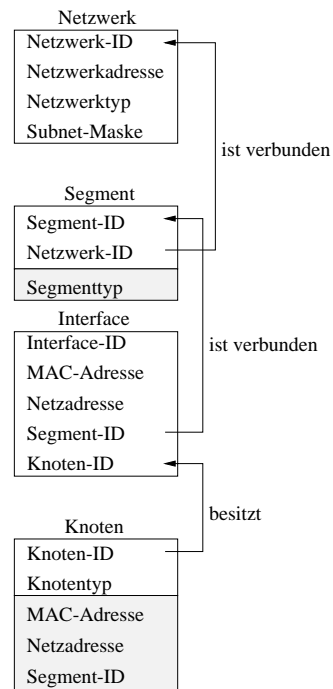 Netzwerk
Netzwerk-ID
Netzwerkadresse
Netzwerktyp
Subnet-Maske
ist verbunden
Segment
Segment-ID
Netzwerk-ID
Segmenttyp
Interface
Interface-ID
ist verbunden
MAC-Adresse
Netzadresse
Segment-ID
Knoten-ID
besitzt
Knoten
Knoten-ID
Knotentyp
MAC-Adresse
Netzadresse
Segment-ID